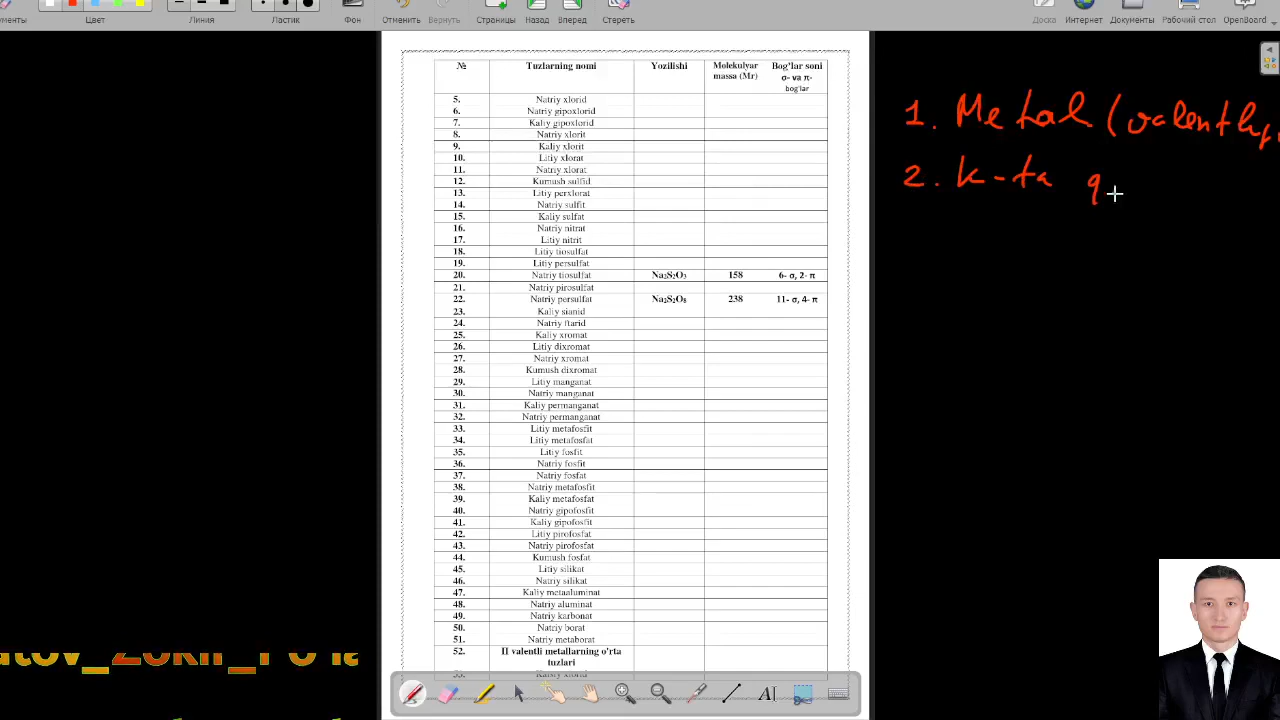 Цвет
Линия
Ластик
Фон
Отменить
Вернуть
Страницы
Назад
Вперед
Стереть
Доска
Интернет
Документы
Рабочий стол
OpenBoard
№ Tuzlarning nomi Yozilishi Molekulyar massa (Mr) Bog'lar soni σ- va π- bog'lar
5. Natriy xlorid
6. Natriy gipoxlorid
7. Kaliy gipoxlorid
8. Natriy xlorit
9. Kaliy xlorit
10. Litiy xlorat
11. Natriy xlorat
12. Kumush sulfid
13. Litiy perxlorat
14. Natriy sulfit
15. Kaliy sulfat
16. Natriy nitrat
17. Litiy nitrit
18. Litiy tiosulfat
19. Litiy persulfat
20. Natriy tiosulfat Na₂S₂O₃ 158 6- σ, 2- π
21. Natriy pirosulfat
22. Natriy persulfat Na₂S₂O₈ 238 11- σ, 4- π
23. Kaliy sianid
24. Natriy ftarid
25. Kaliy xromat
26. Litiy dixromat
27. Natriy xromat
28. Kumush dixromat
29. Litiy manganat
30. Natriy manganat
31. Kaliy permanganat
32. Natriy permanganat
33. Litiy metafosfit
34. Litiy metafosfat
35. Litiy fosfit
36. Natriy fosfit
37. Natriy fosfat
38. Natriy metafosfit
39. Kaliy metafosfat
40. Natriy gipofosfit
41. Kaliy gipofosfit
42. Litiy pirofosfat
43. Natriy pirofosfat
44. Kumush fosfat
45. Litiy silikat
46. Natriy silikat
47. Kaliy metaaluminat
48. Natriy aluminat
49. Natriy karbonat
50. Natriy borat
51. Natriy metaborat
52. II valentli metallarning o'rta
tuzlari
1. Metal (valentlig
2. k-ta q